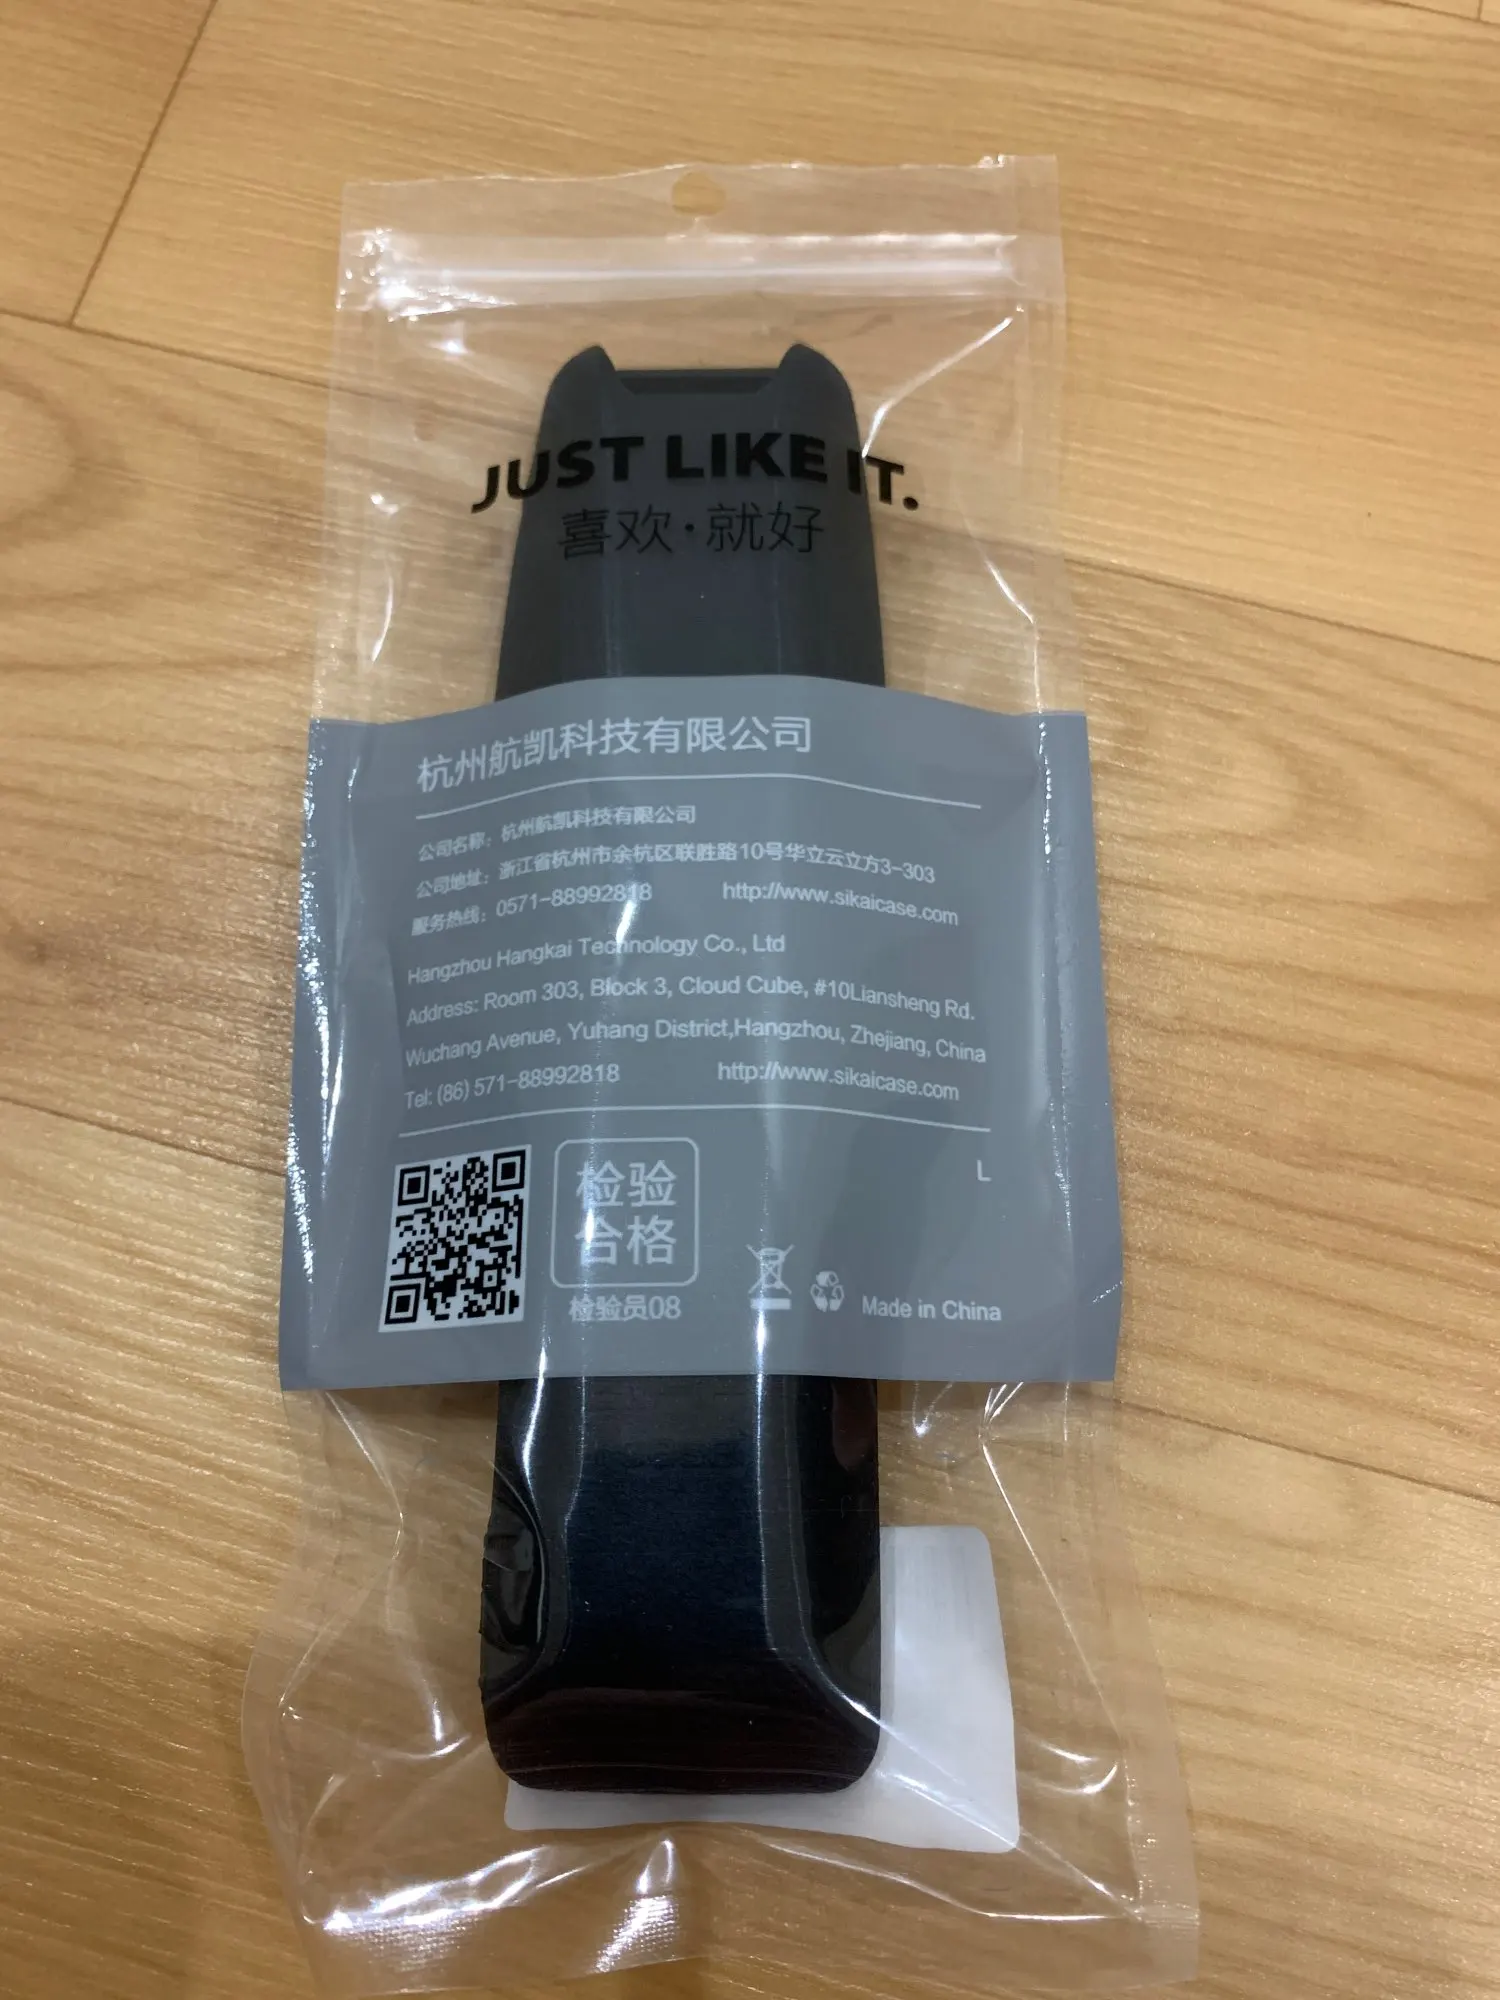 JUST LIKE IT.
喜欢·就好
杭州航凯科技有限公司
公司名称：杭州航凯科技有限公司
公司地址：浙江省杭州市余杭区联胜路10号华立云立方3-303
服务热线：0571-88992818 http://www.sikaicase.com
Hangzhou Hangkai Technology Co., Ltd
Address: Room 303, Block 3, Cloud Cube, #10Liansheng Rd.
Wuchang Avenue, Yuhang District,Hangzhou, Zhejiang, China
Tel: (86) 571-88992818 http://www.sikaicase.com
L
检验
合格
检验员08
Made in China